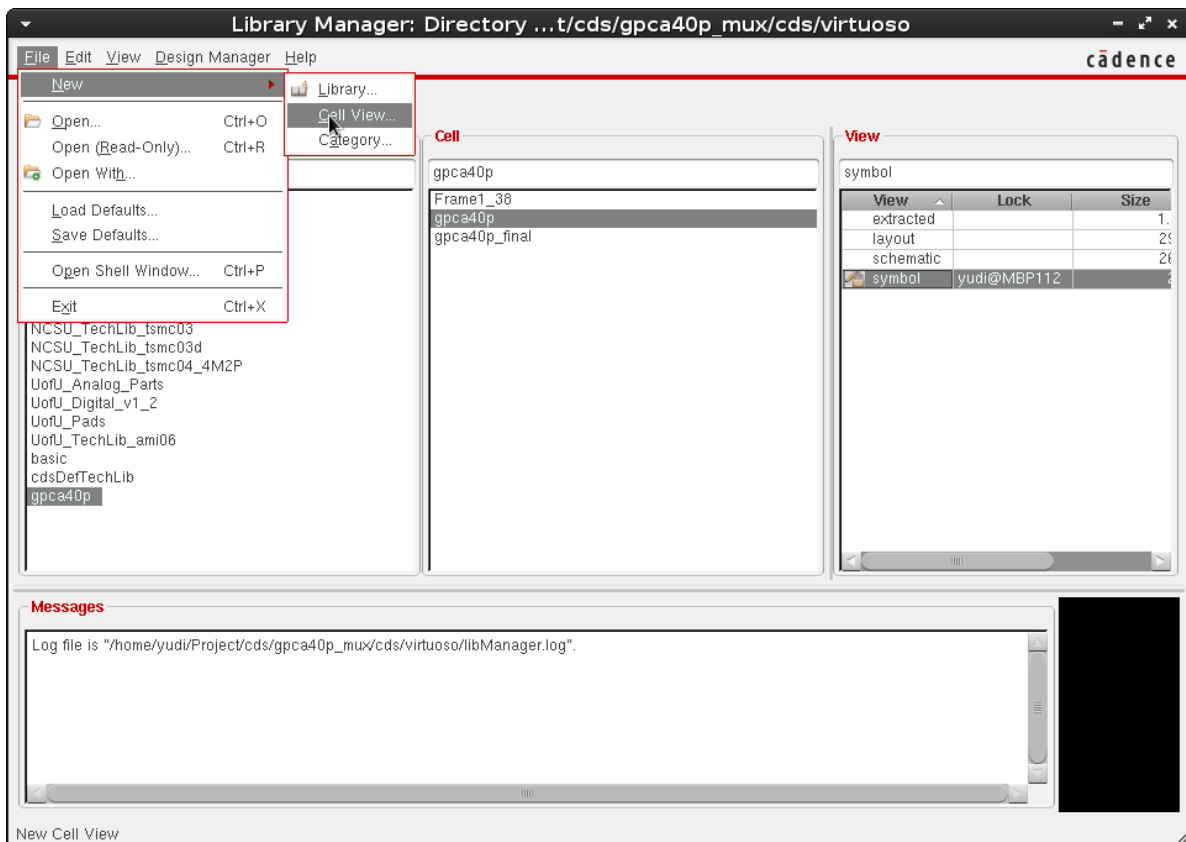 Library Manager: Directory ...t/cds/gpca40p_mux/cds/virtuoso
File Edit View Design Manager Help
cādence
New
Open... Ctrl+O
Open (Read-Only)... Ctrl+R
Open With...
Load Defaults...
Save Defaults...
Open Shell Window... Ctrl+P
Exit Ctrl+X
Library...
Cell View...
Category...
NCSU_TechLib_tsmc03
NCSU_TechLib_tsmc03d
NCSU_TechLib_tsmc04_4M2P
UofU_Analog_Parts
UofU_Digital_v1_2
UofU_Pads
UofU_TechLib_ami06
basic
cdsDefTechLib
gpca40p
Cell
gpca40p
Frame1_38
gpca40p
gpca40p_final
View
symbol
View Lock Size
extracted 1.
layout
schematic
symbol yudi@MBP112
Messages
Log file is "/home/yudi/Project/cds/gpca40p_mux/cds/virtuoso/libManager.log".
New Cell View